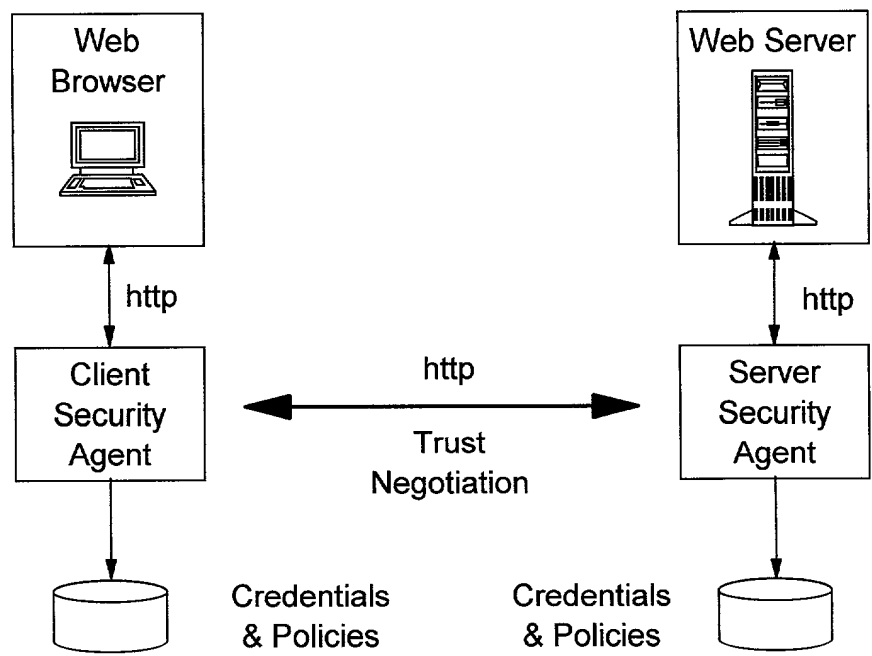 Web
Browser
Web Server
http
http
Client
Security
Agent
http
Trust
Negotiation
Server
Security
Agent
Credentials
& Policies
Credentials
& Policies